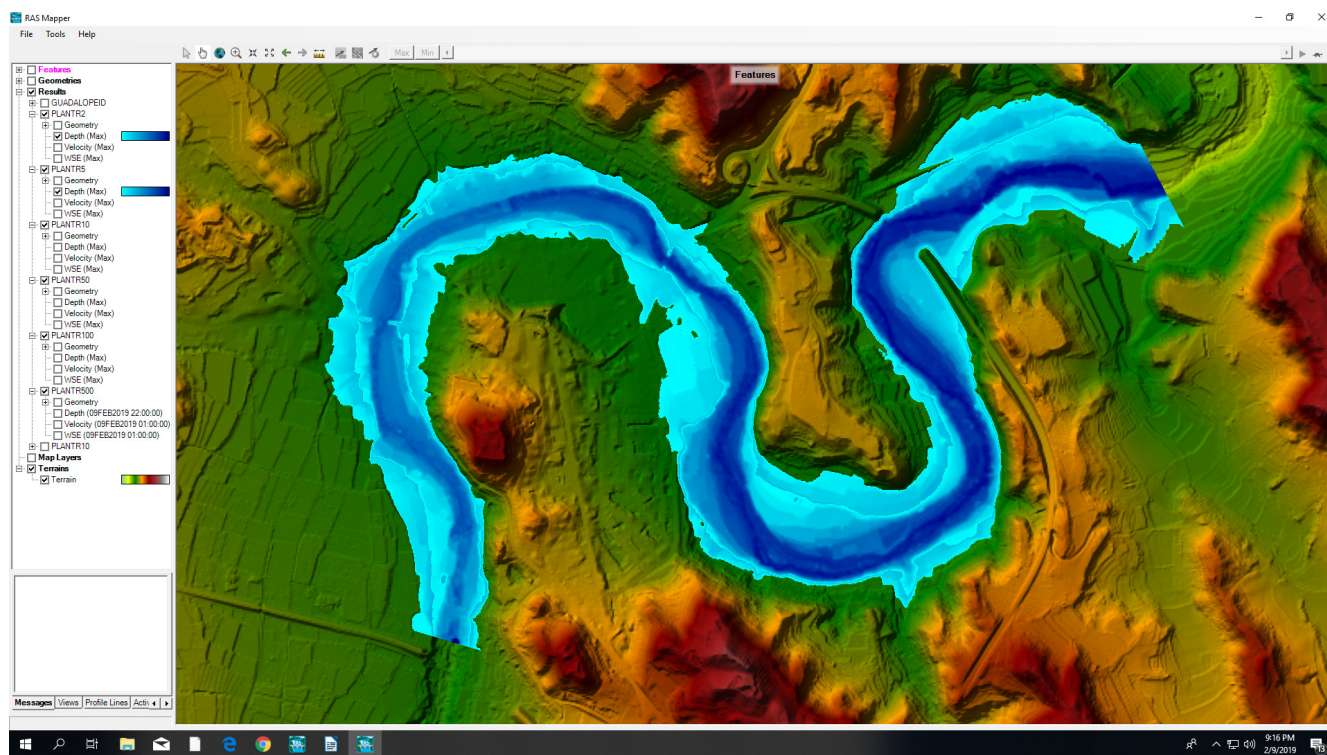 RAS Mapper
File Tools Help
Max Min
Features
Features
Geometries
Results
GUADALOPEID
PLANTR2
Geometry
Depth (Max)
Velocity (Max)
WSE (Max)
PLANTR5
Geometry
Depth (Max)
Velocity (Max)
WSE (Max)
PLANTR10
Geometry
Depth (Max)
Velocity (Max)
WSE (Max)
PLANTR50
Geometry
Depth (Max)
Velocity (Max)
WSE (Max)
PLANTR100
Geometry
Depth (Max)
Velocity (Max)
WSE (Max)
PLANTR500
Geometry
Depth (09FEB2019 22:00:00)
Velocity (09FEB2019 01:00:00)
WSE (09FEB2019 01:00:00)
PLANTR10
Map Layers
Terrains
Terrain
Messages Views Profile Lines Activ
9:16 PM
2/9/2019